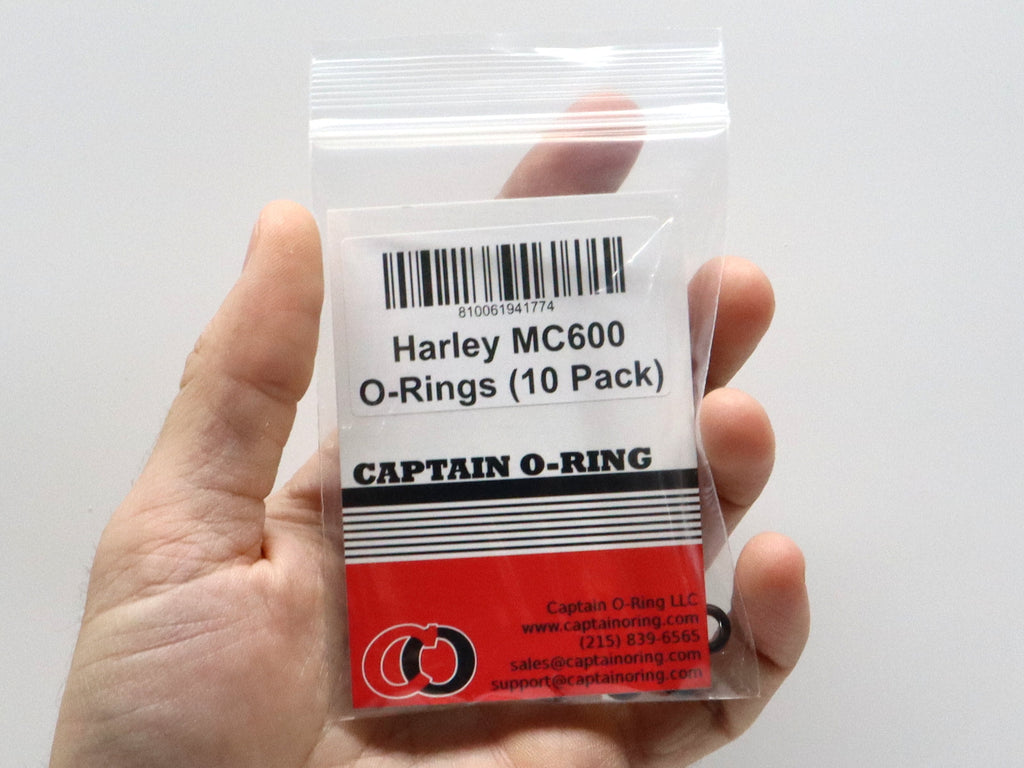 810061941774
Harley MC600
O-Rings (10 Pack)
CAPTAIN O-RING
Captain O-Ring LLC
www.captainoring.com
(215) 839-6565
sales@captainoring.com
support@captainoring.com